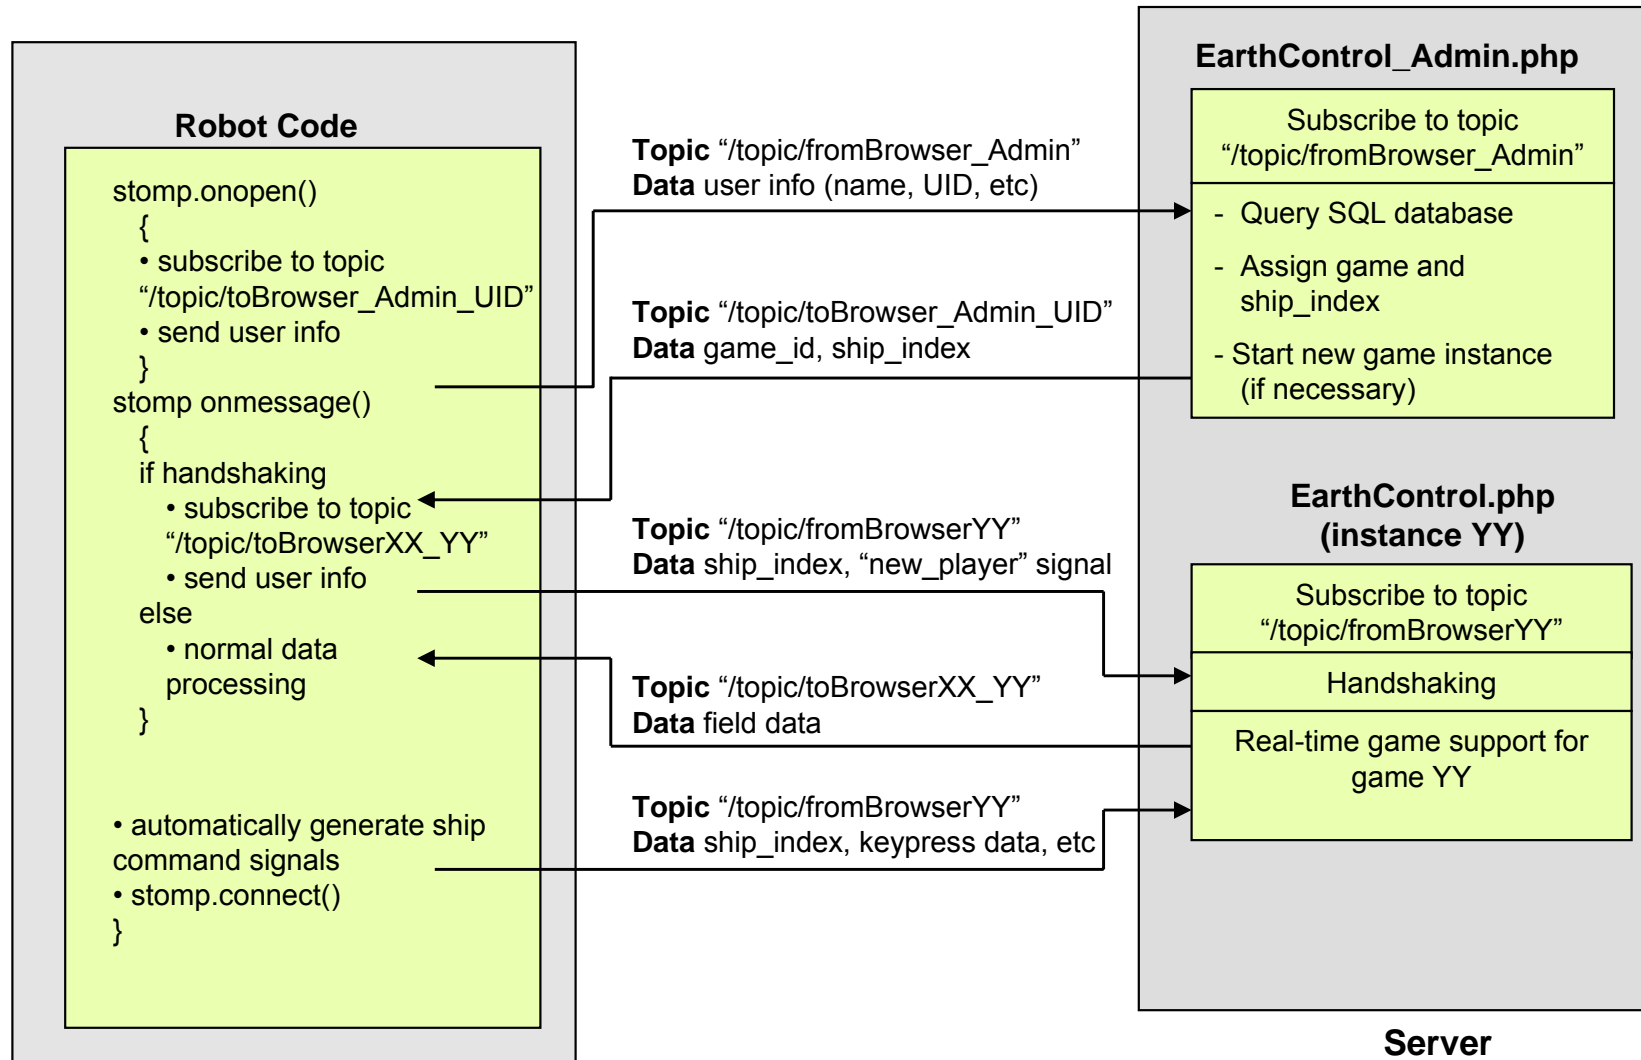 Robot Code
stomp.onopen()
{
• subscribe to topic
“/topic/toBrowser_Admin_UID”
• send user info
}
stomp onmessage()
{
if handshaking
• subscribe to topic
“/topic/toBrowserXX_YY”
• send user info
else
• normal data
processing
}
• automatically generate ship
command signals
• stomp.connect()
}
Topic “/topic/fromBrowser_Admin”
Data user info (name, UID, etc)
Topic “/topic/toBrowser_Admin_UID”
Data game_id, ship_index
Topic “/topic/fromBrowserYY”
Data ship_index, “new_player” signal
Topic “/topic/toBrowserXX_YY”
Data field data
Topic “/topic/fromBrowserYY”
Data ship_index, keypress data, etc
EarthControl_Admin.php
Subscribe to topic
“/topic/fromBrowser_Admin”
- Query SQL database
- Assign game and
ship_index
- Start new game instance
(if necessary)
EarthControl.php
(instance YY)
Subscribe to topic
“/topic/fromBrowserYY”
Handshaking
Real-time game support for
game YY
Server